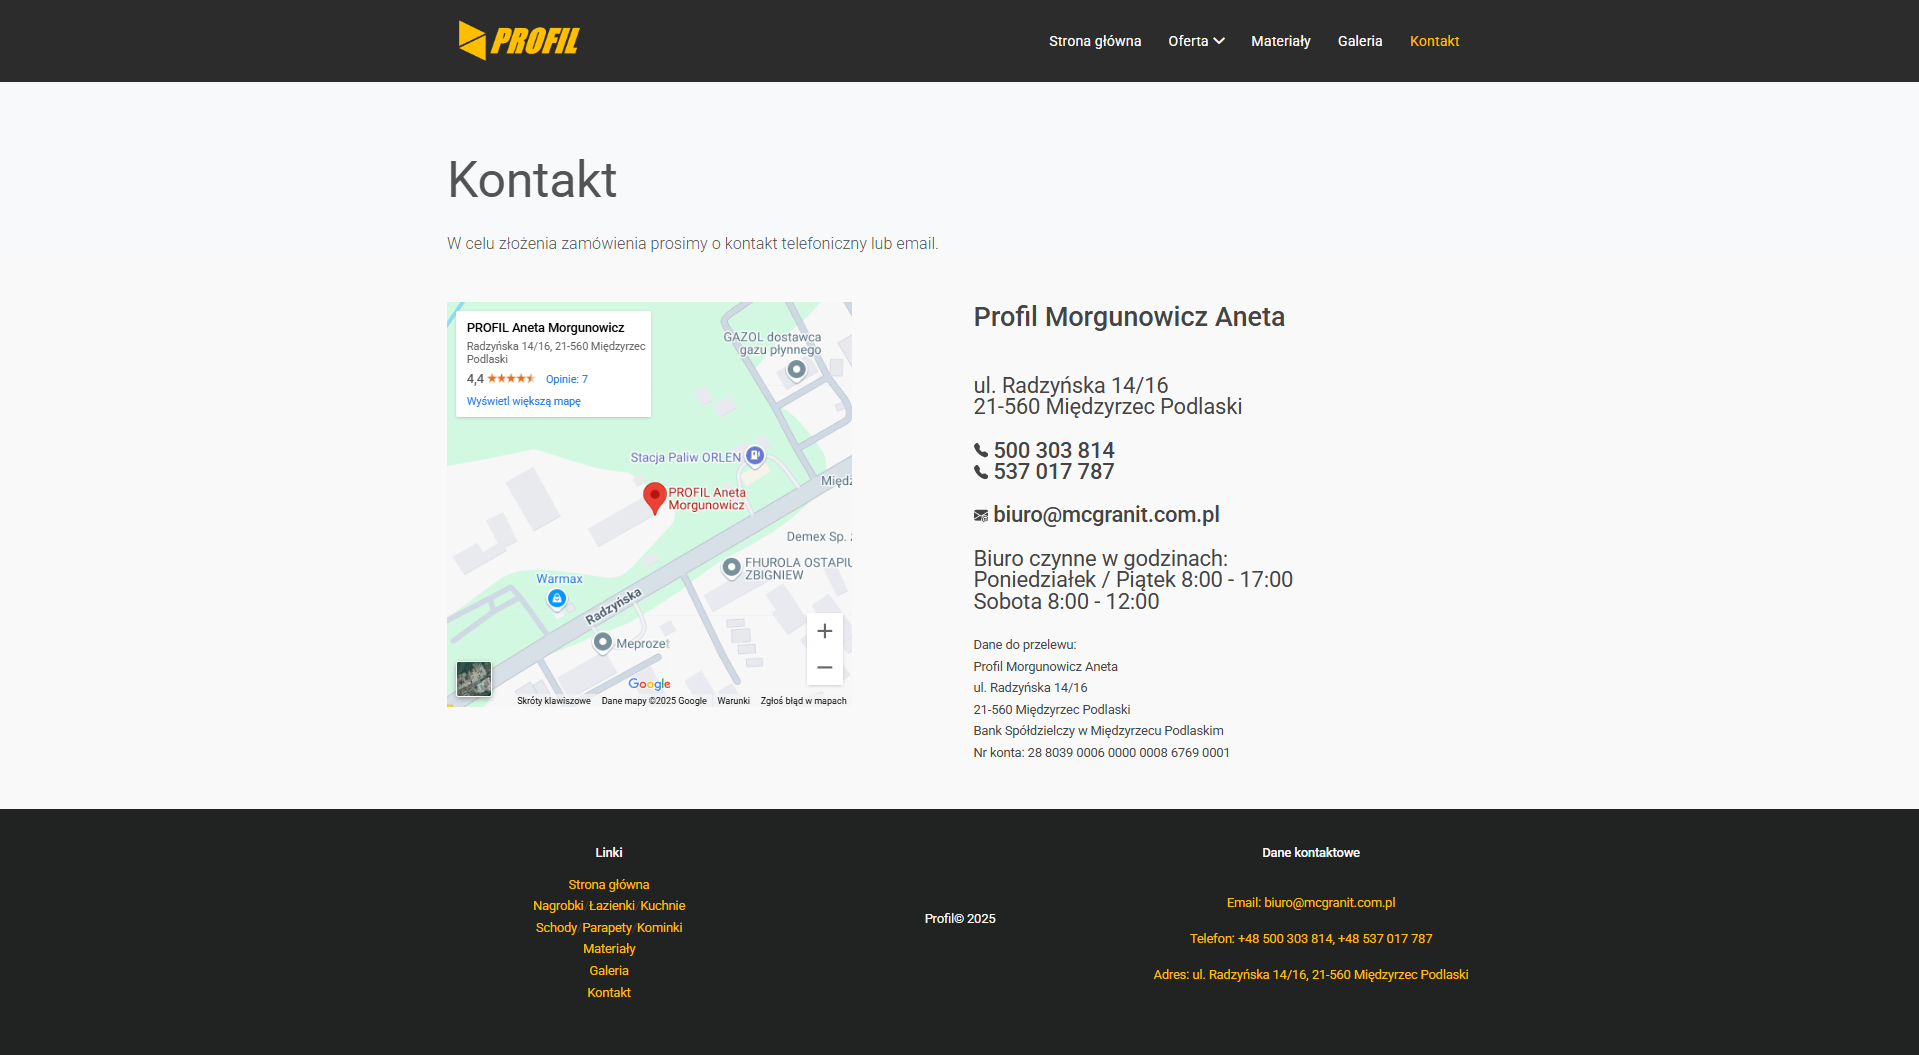 PROFIL
Strona główna
Oferta
Materiały
Galeria
Kontakt
Kontakt
W celu złożenia zamówienia prosimy o kontakt telefoniczny lub email.
PROFIL Aneta Morgunowicz
Radzyńska 14/16, 21-560 Międzyrzec
Podlaski
4,4
Opinie: 7
Wyświetl większą mapę
GAZOL dostawca
gazu płynnego
Stacja Paliw ORLEN
PROFIL Aneta
Morgunowicz
Międz
Demex Sp. z
FHUROLA OSTAPIU
ZBIGNIEW
Warmax
Radzyńska
Meprozet
Google
Skróty klawiszowe
Dane mapy ©2025 Google
Warunki
Zgłoś błąd w mapach
Profil Morgunowicz Aneta
ul. Radzyńska 14/16
21-560 Międzyrzec Podlaski
500 303 814
537 017 787
biuro@mcgranit.com.pl
Biuro czynne w godzinach:
Poniedziałek / Piątek 8:00 - 17:00
Sobota 8:00 - 12:00
Dane do przelewu:
Profil Morgunowicz Aneta
ul. Radzyńska 14/16
21-560 Międzyrzec Podlaski
Bank Spółdzielczy w Międzyrzecu Podlaskim
Nr konta: 28 8039 0006 0000 0008 6769 0001
Linki
Strona główna
Nagrobki Łazienki Kuchnie
Schody Parapety Kominki
Materiały
Galeria
Kontakt
Profil© 2025
Dane kontaktowe
Email: biuro@mcgranit.com.pl
Telefon: +48 500 303 814, +48 537 017 787
Adres: ul. Radzyńska 14/16, 21-560 Międzyrzec Podlaski